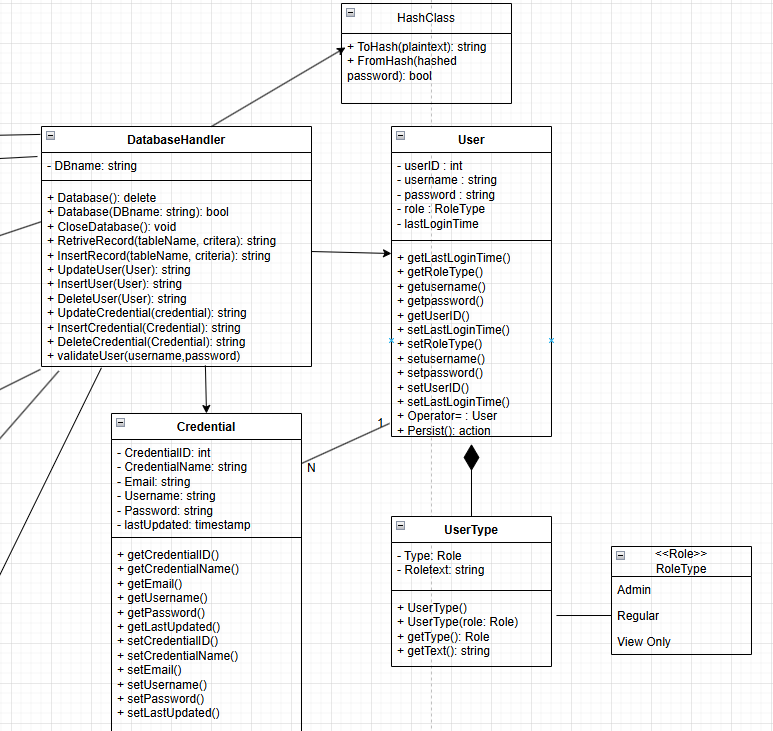 HashClass
+ ToHash(plaintext): string
+ FromHash(hashed
password): bool
DatabaseHandler
- DBname: string
+ Database(): delete
+ Database(DBname: string): bool
+ CloseDatabase(): void
+ RetriveRecord(tableName, critera): string
+ InsertRecord(tableName, criteria): string
+ UpdateUser(User): string
+ InsertUser(User): string
+ DeleteUser(User): string
+ UpdateCredential(credential): string
+ InsertCredential(Credential): string
+ DeleteCredential(Credential): string
+ validateUser(username,password)
User
- userID : int
- username : string
- password : string
- role : RoleType
- lastLoginTime
+ getLastLoginTime()
+ getRoleType()
+ getusername()
+ getpassword()
+ getUserID()
+ setLastLoginTime()
+ setRoleType()
+ setusername()
+ setpassword()
+ setUserID()
+ setLastLoginTime()
+ Operator= : User
+ Persist(): action
1
N
Credential
- CredentialID: int
- CredentialName: string
- Email: string
- Username: string
- Password: string
- lastUpdated: timestamp
+ getCredentialID()
+ getCredentialName()
+ getEmail()
+ getUsername()
+ getPassword()
+ getLastUpdated()
+ setCredentialID()
+ setCredentialName()
+ setEmail()
+ setUsername()
+ setPassword()
+ setLastUpdated()
UserType
- Type: Role
- Roletext: string
+ UserType()
+ UserType(role: Role)
+ getType(): Role
+ getText(): string
<<Role>>
RoleType
Admin
Regular
View Only